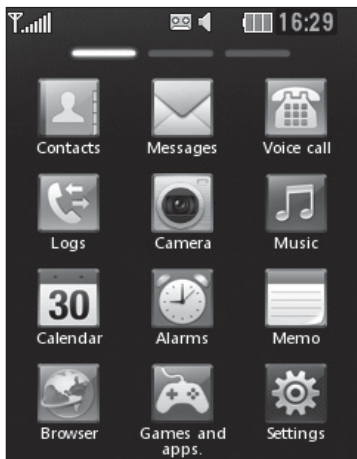 16:29
Contacts Messages Voice call
Logs Camera Music
30
Calendar Alarms Memo
Browser Games and apps. Settings